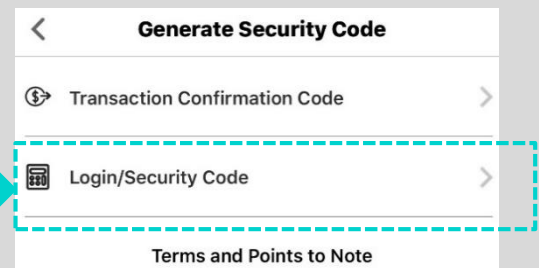 Generate Security Code
Transaction Confirmation Code
Login/Security Code
Terms and Points to Note